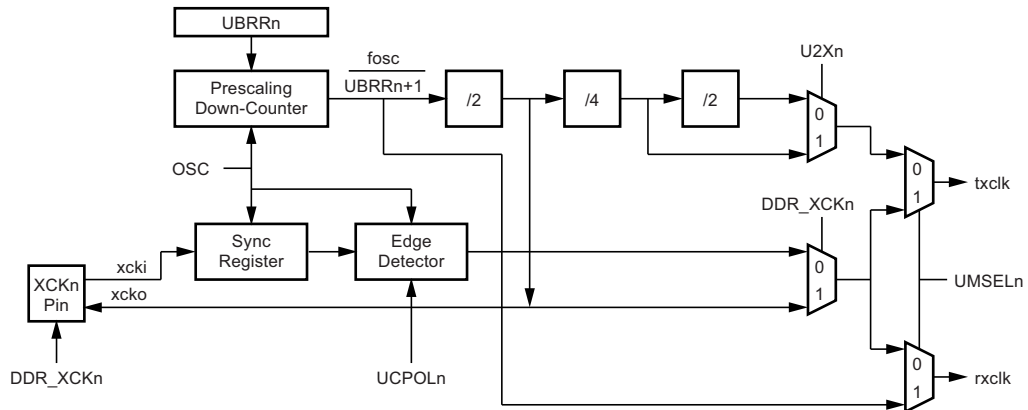 UBRRn
Prescaling
Down-Counter
fosc
UBRRn+1
/2
/4
/2
U2Xn
0
1
OSC
0
1
txclk
DDR_XCKn
Sync
Register
Edge
Detector
0
1
xcki
XCKn
Pin
xcko
UMSELn
DDR_XCKn
UCPOLn
0
1
rxclk